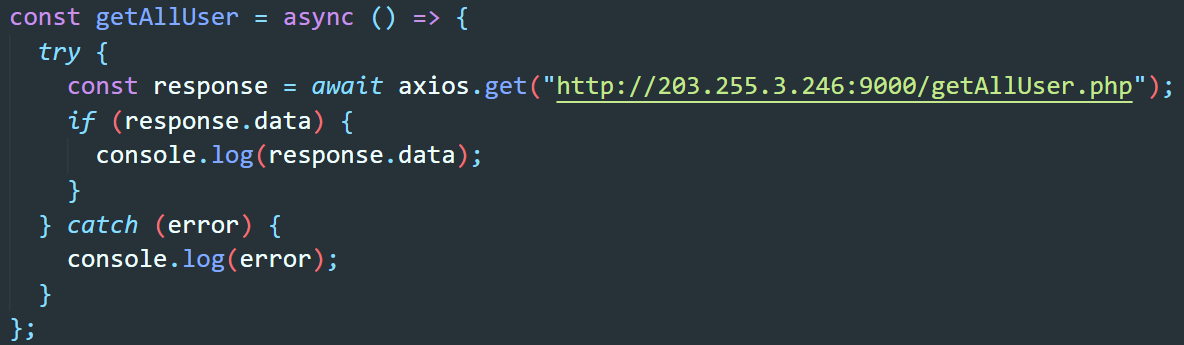 const getAllUser = async () => {
  try {
    const response = await axios.get("http://203.255.3.246:9000/getAllUser.php");
    if (response.data) {
      console.log(response.data);
    }
  } catch (error) {
    console.log(error);
  }
};